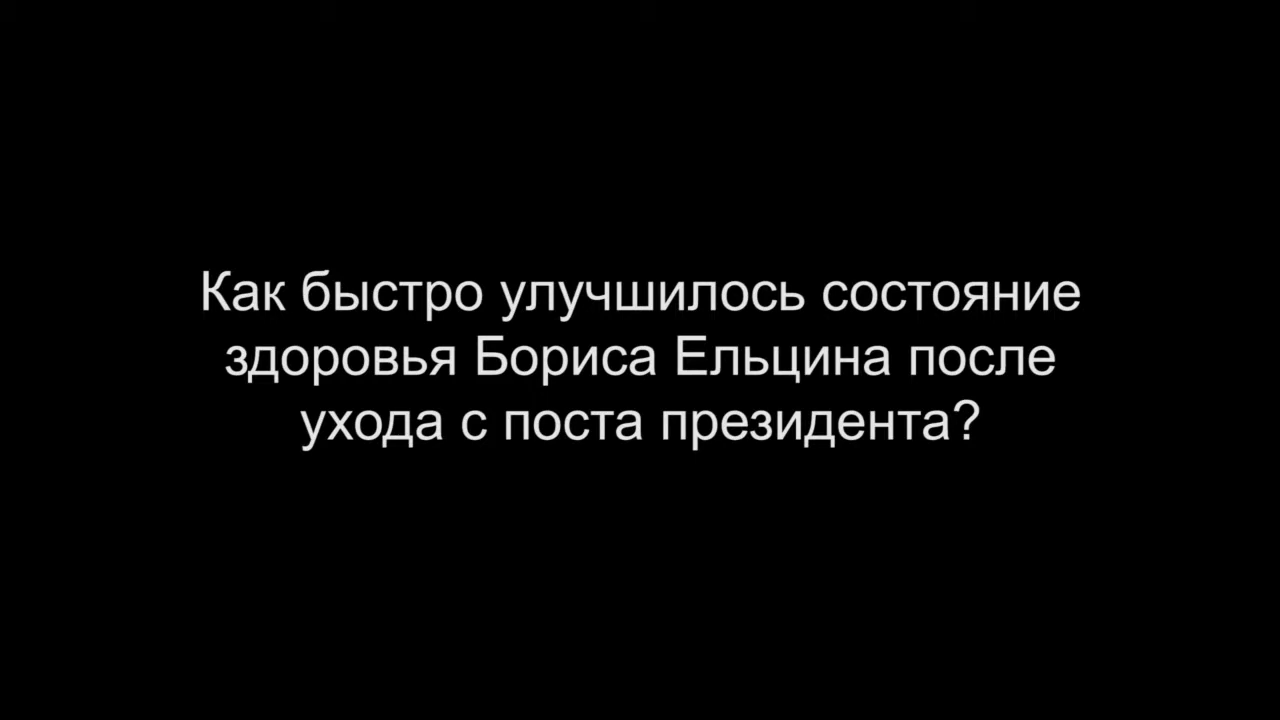 Как быстро улучшилось состояние
здоровья Бориса Ельцина после
ухода с поста президента?